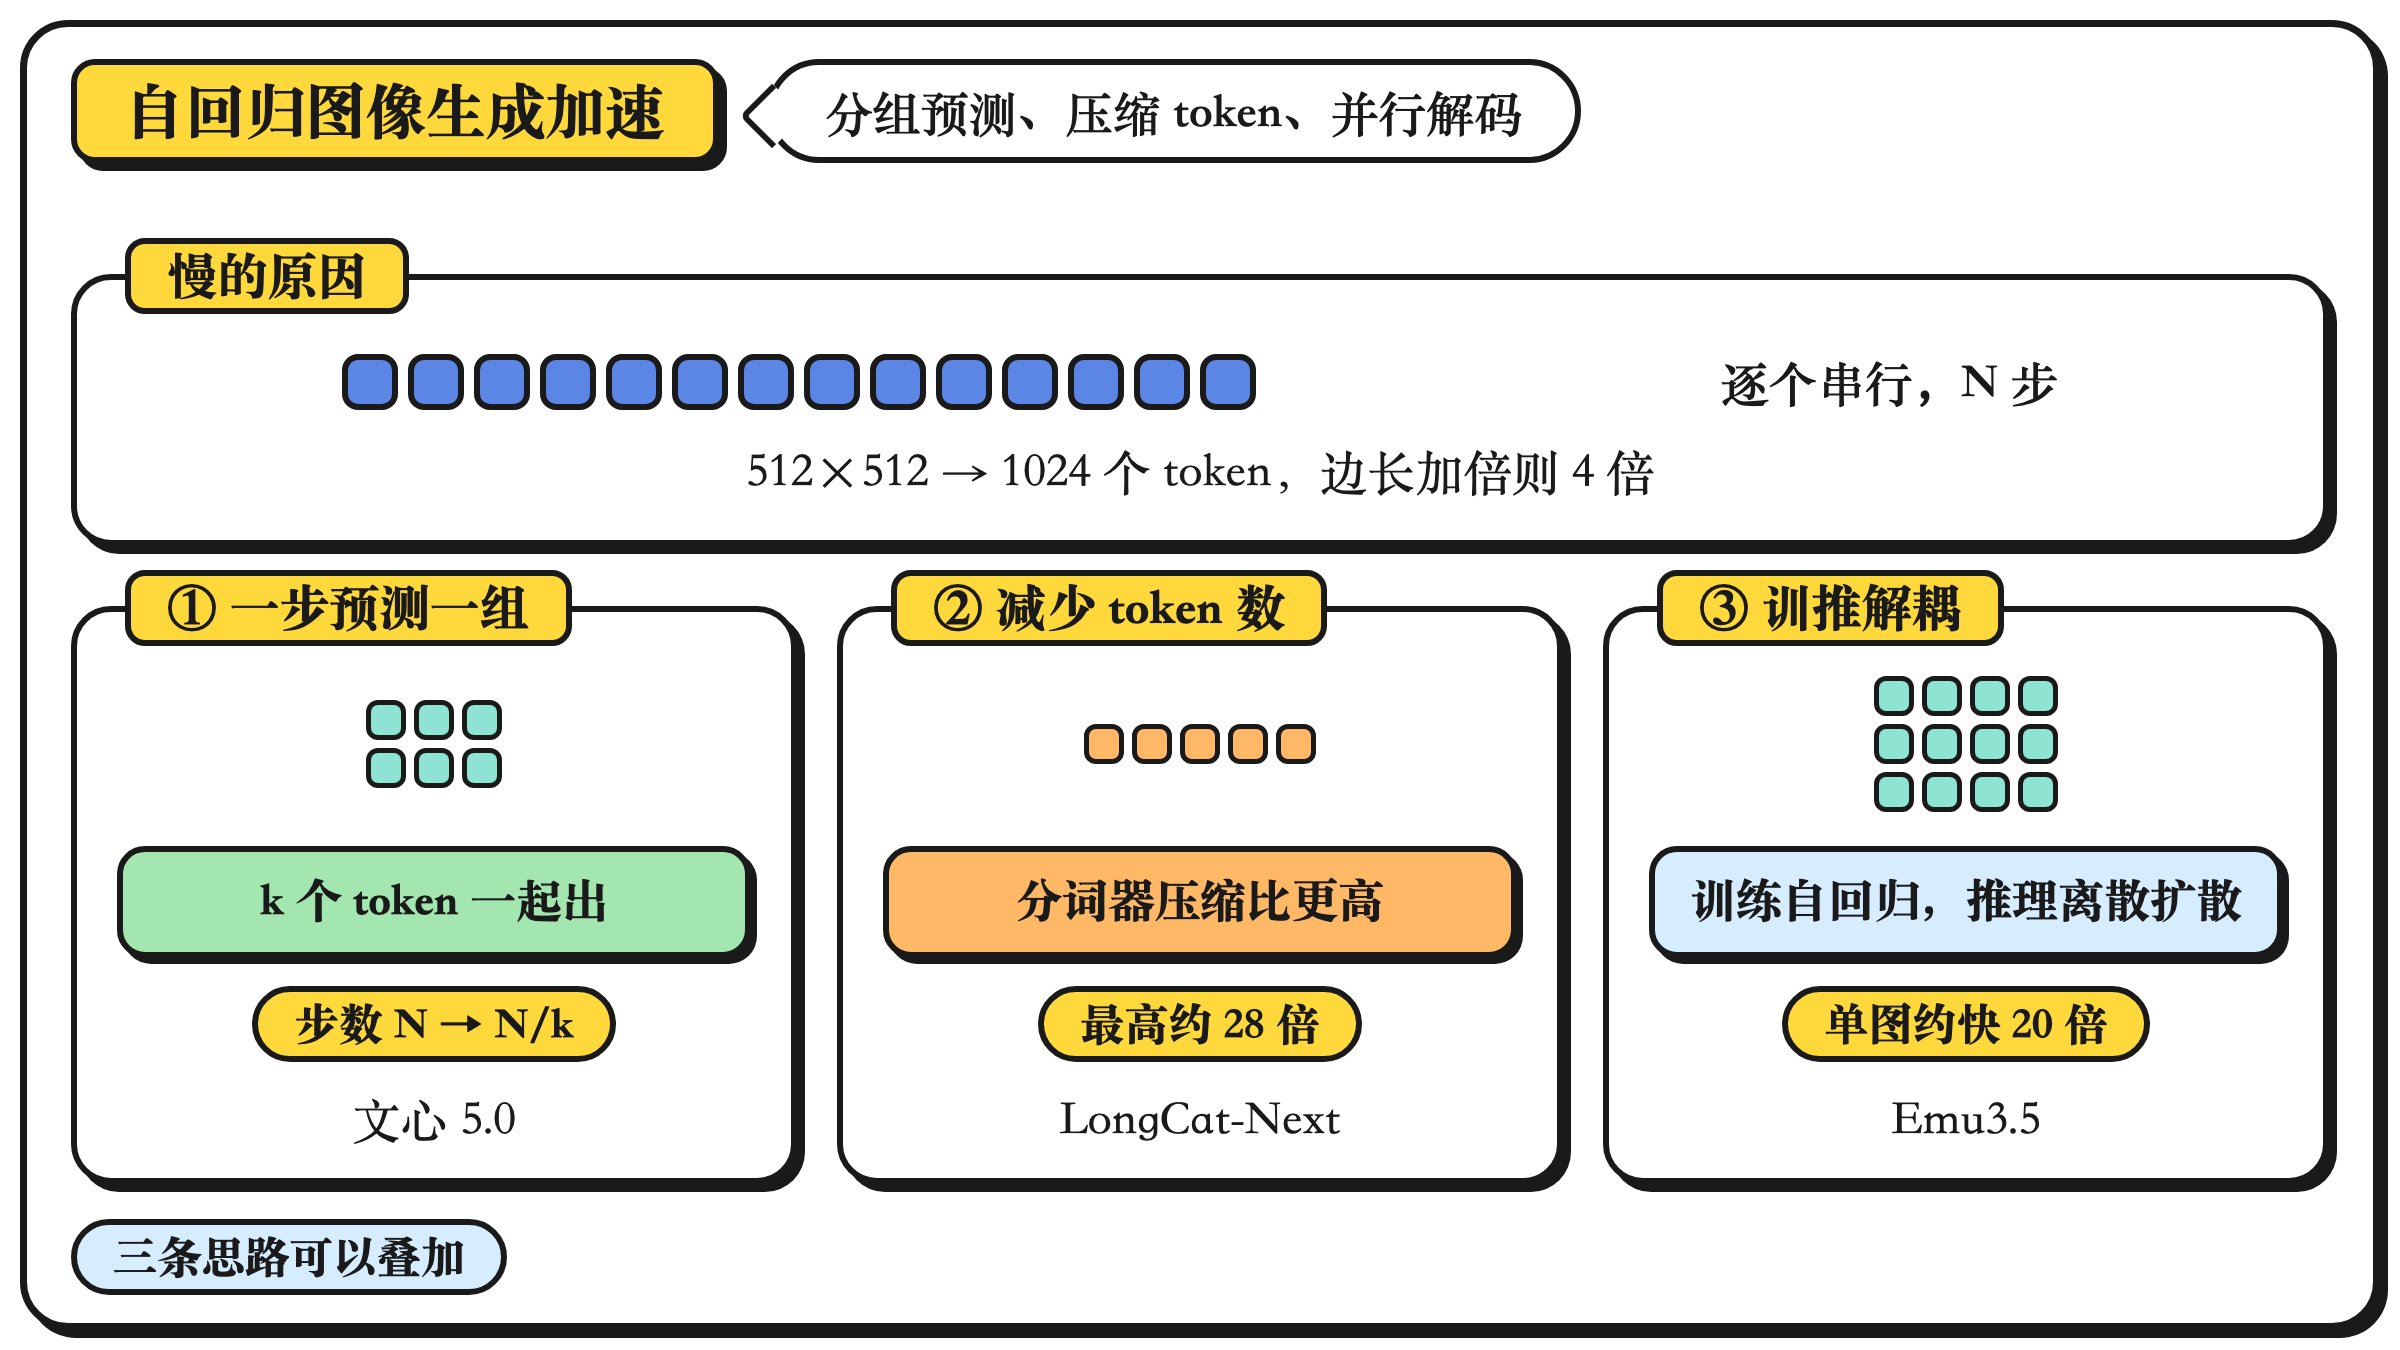 自回归图像生成加速
分组预测、压缩 token、并行解码
慢的原因
逐个串行，N 步
512×512 → 1024 个 token，边长加倍则 4 倍
① 一步预测一组
k 个 token 一起出
步数 N → N/k
文心 5.0
② 减少 token 数
分词器压缩比更高
最高约 28 倍
LongCat-Next
③ 训推解耦
训练自回归，推理离散扩散
单图约快 20 倍
Emu3.5
三条思路可以叠加